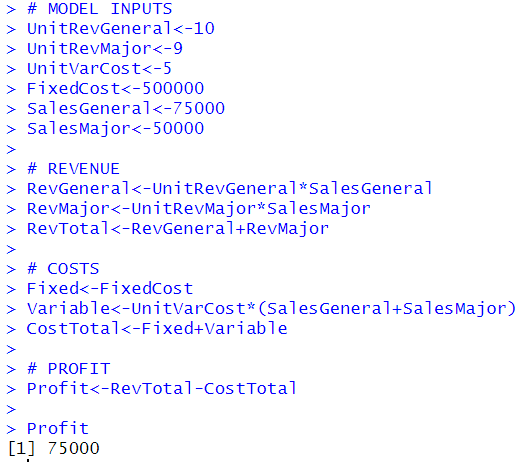 > # MODEL INPUTS
> UnitRevGeneral<-10
> UnitRevMajor<-9
> UnitVarCost<-5
> FixedCost<-500000
> SalesGeneral<-75000
> SalesMajor<-50000
>
> # REVENUE
> RevGeneral<-UnitRevGeneral*SalesGeneral
> RevMajor<-UnitRevMajor*SalesMajor
> RevTotal<-RevGeneral+RevMajor
>
> # COSTS
> Fixed<-FixedCost
> Variable<-UnitVarCost*(SalesGeneral+SalesMajor)
> CostTotal<-Fixed+Variable
>
> # PROFIT
> Profit<-RevTotal-CostTotal
>
> Profit
[1] 75000